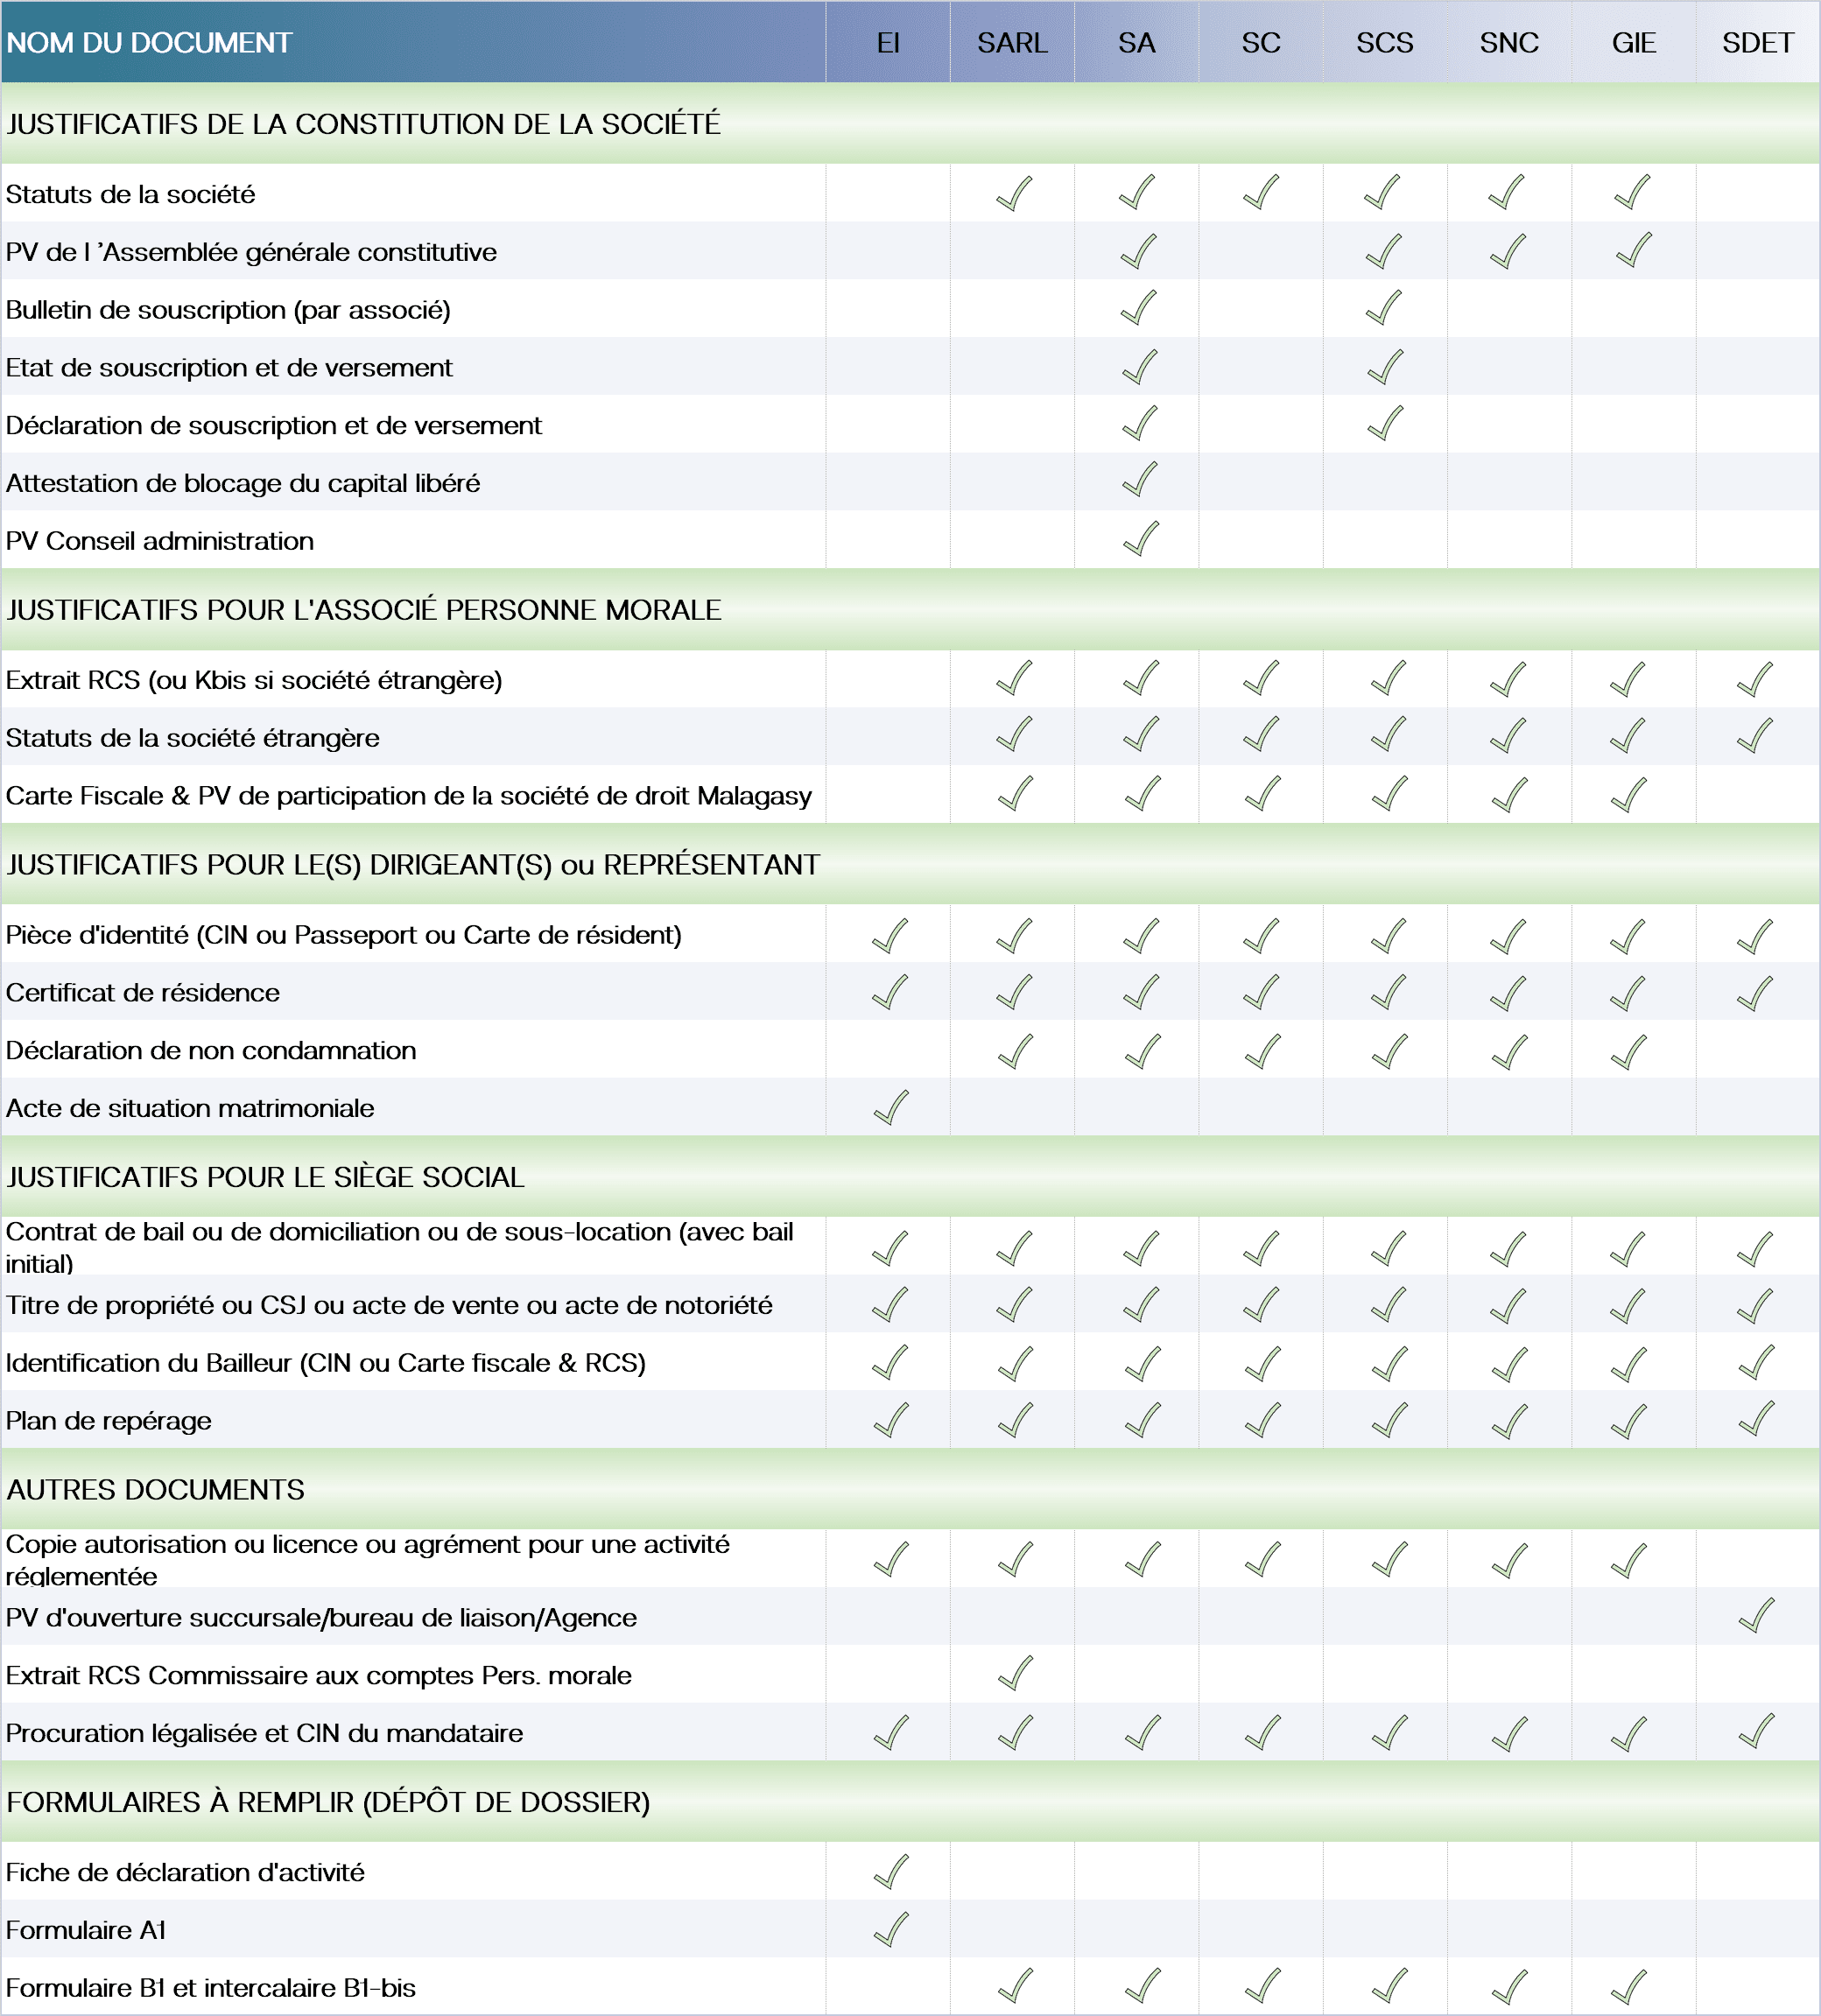 NOM DU DOCUMENT EI SARL SA SC SCS SNC GIE SDET
JUSTIFICATIFS DE LA CONSTITUTION DE LA SOCIÉTÉ
Statuts de la société
PV de l ’Assemblée générale constitutive
Bulletin de souscription (par associé)
Etat de souscription et de versement
Déclaration de souscription et de versement
Attestation de blocage du capital libéré
PV Conseil administration
JUSTIFICATIFS POUR L'ASSOCIÉ PERSONNE MORALE
Extrait RCS (ou Kbis si société étrangère)
Statuts de la société étrangère
Carte Fiscale & PV de participation de la société de droit Malagasy
JUSTIFICATIFS POUR LE(S) DIRIGEANT(S) ou REPRÉSENTANT
Pièce d'identité (CIN ou Passeport ou Carte de résident)
Certificat de résidence
Déclaration de non condamnation
Acte de situation matrimoniale
JUSTIFICATIFS POUR LE SIÈGE SOCIAL
Contrat de bail ou de domiciliation ou de sous-location (avec bail
initial)
Titre de propriété ou CSJ ou acte de vente ou acte de notoriété
Identification du Bailleur (CIN ou Carte fiscale & RCS)
Plan de repérage
AUTRES DOCUMENTS
Copie autorisation ou licence ou agrément pour une activité
réglementée
PV d'ouverture succursale/bureau de liaison/Agence
Extrait RCS Commissaire aux comptes Pers. morale
Procuration légalisée et CIN du mandataire
FORMULAIRES À REMPLIR (DÉPÔT DE DOSSIER)
Fiche de déclaration d'activité
Formulaire A1
Formulaire B1 et intercalaire B1-bis